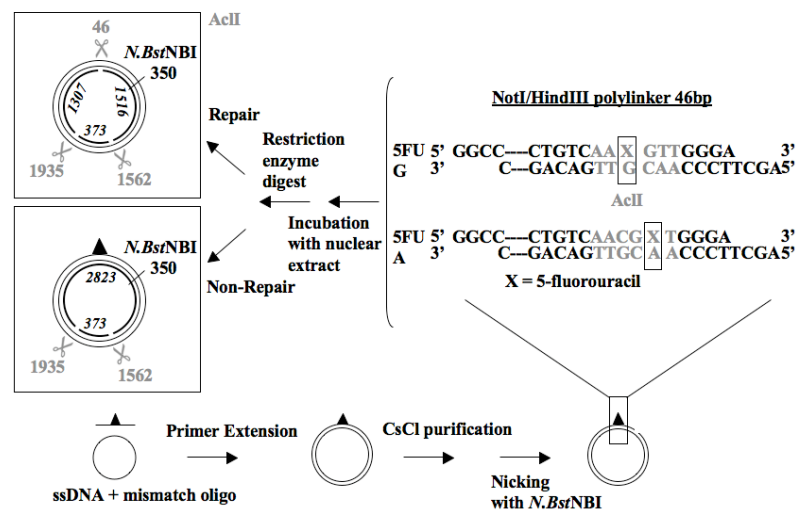 AclI
46
N.BstNBI
350
1307
1516
373
1935
1562
Repair
Restriction
enzyme
digest
Incubation
with nuclear
extract
Non-Repair
N.BstNBI
350
2823
373
1935
1562
NotI/HindIII polylinker 46bp
5FU 5’ GGCC----CTGTCAA X GTTGGGA 3’
G 3’ C----GACAGTTG CAACCCTTCGA5’
AclI
5FU 5’ GGCC----CTGTCAACG X TGGGA 3’
A 3’ C----GACAGTTGC A ACCCTTCGA5’
X = 5-fluorouracil
Primer Extension
CsCl purification
ssDNA + mismatch oligo
Nicking
with N.BstNBI